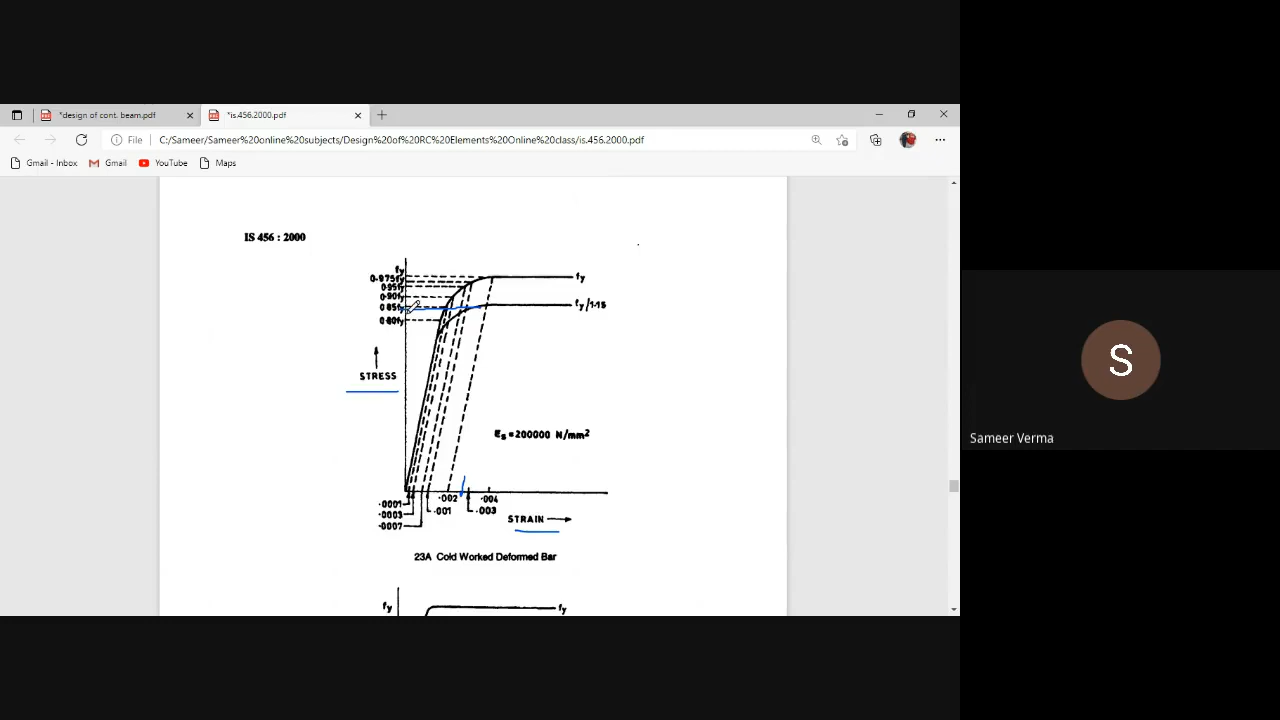 *design of cont. beam.pdf
*is.456.2000.pdf
File
C:/Sameer/Sameer%20online%20subjects/Design%20of%20RC%20Elements%20Online%20class/is.456.2000.pdf
Gmail - Inbox
Gmail
YouTube
Maps
IS 456 : 2000
fy
0.975fy
0.95fy
0.90fy
0.85fy
0.80fy
fy
fy/1.15
STRESS
Es = 200000 N/mm²
.0001
.0003
.0007
.001
.002
.003
.004
STRAIN
23A Cold Worked Deformed Bar
fy
fy
S
Sameer Verma